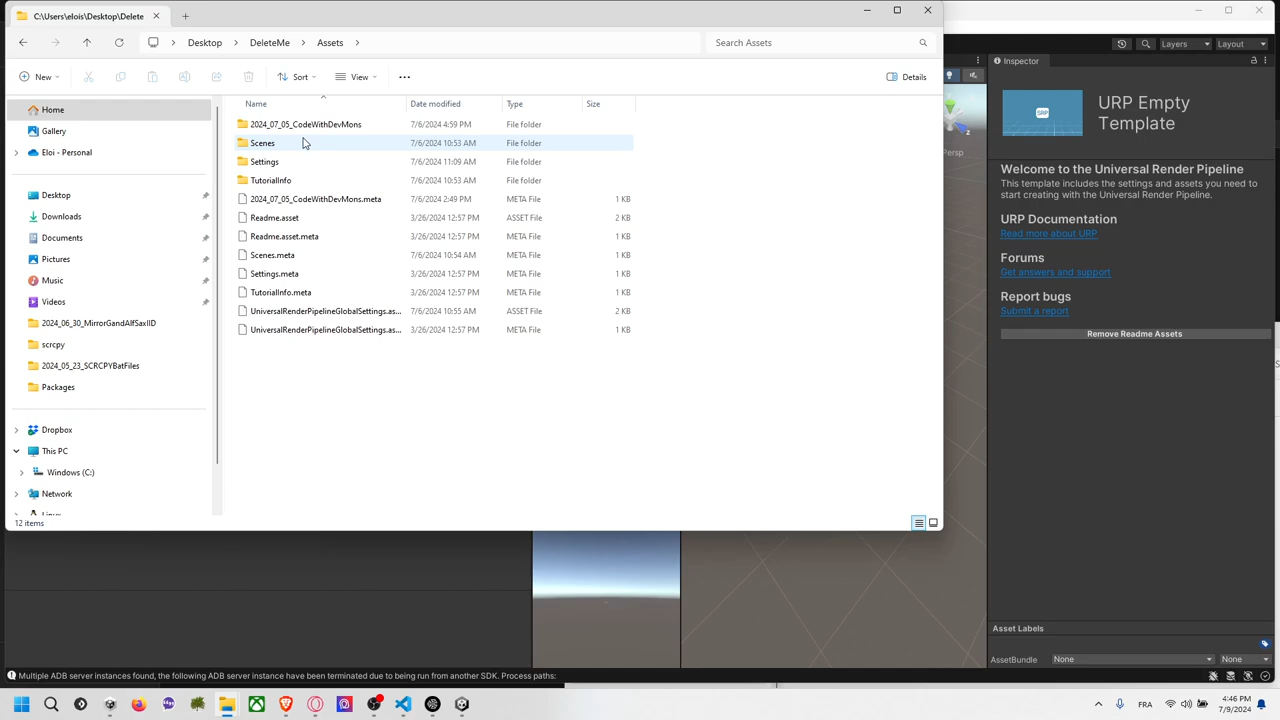 C:\Users\elois\Desktop\Delete
Desktop
DeleteMe
Assets
Search Assets
New
Sort
View
Details
Home
Gallery
Eloi - Personal
Desktop
Downloads
Documents
Pictures
Music
Videos
2024_06_30_MirrorGandAlfSaxIID
scrcpy
2024_05_23_SCRCPYBatFiles
Packages
Dropbox
This PC
Windows (C:)
Network
Name Date modified Type Size
2024_07_05_CodeWithDevMons 7/6/2024 4:59 PM File folder
Scenes 7/6/2024 10:53 AM File folder
Settings 7/6/2024 11:09 AM File folder
TutorialInfo 7/6/2024 10:53 AM File folder
2024_07_05_CodeWithDevMons.meta 7/6/2024 2:49 PM META File 1 KB
Readme.asset 3/26/2024 12:57 PM ASSET File 2 KB
Readme.asset.meta 3/26/2024 12:57 PM META File 1 KB
Scenes.meta 7/6/2024 10:54 AM META File 1 KB
Settings.meta 3/26/2024 12:57 PM META File 1 KB
TutorialInfo.meta 3/26/2024 12:57 PM META File 1 KB
UniversalRenderPipelineGlobalSettings.as... 7/6/2024 10:55 AM ASSET File 2 KB
UniversalRenderPipelineGlobalSettings.as... 3/26/2024 12:57 PM META File 1 KB
12 items
Layers
Layout
Inspector
z
Persp
SRP
URP Empty
Template
Welcome to the Universal Render Pipeline
This template includes the settings and assets you need to
start creating with the Universal Render Pipeline.
URP Documentation
Read more about URP
Forums
Get answers and support
Report bugs
Submit a report
Remove Readme Assets
Asset Labels
AssetBundle None None
Multiple ADB server instances found, the following ADB server instance have been terminated due to being run from another SDK. Process paths:
FRA
4:46 PM
7/9/2024